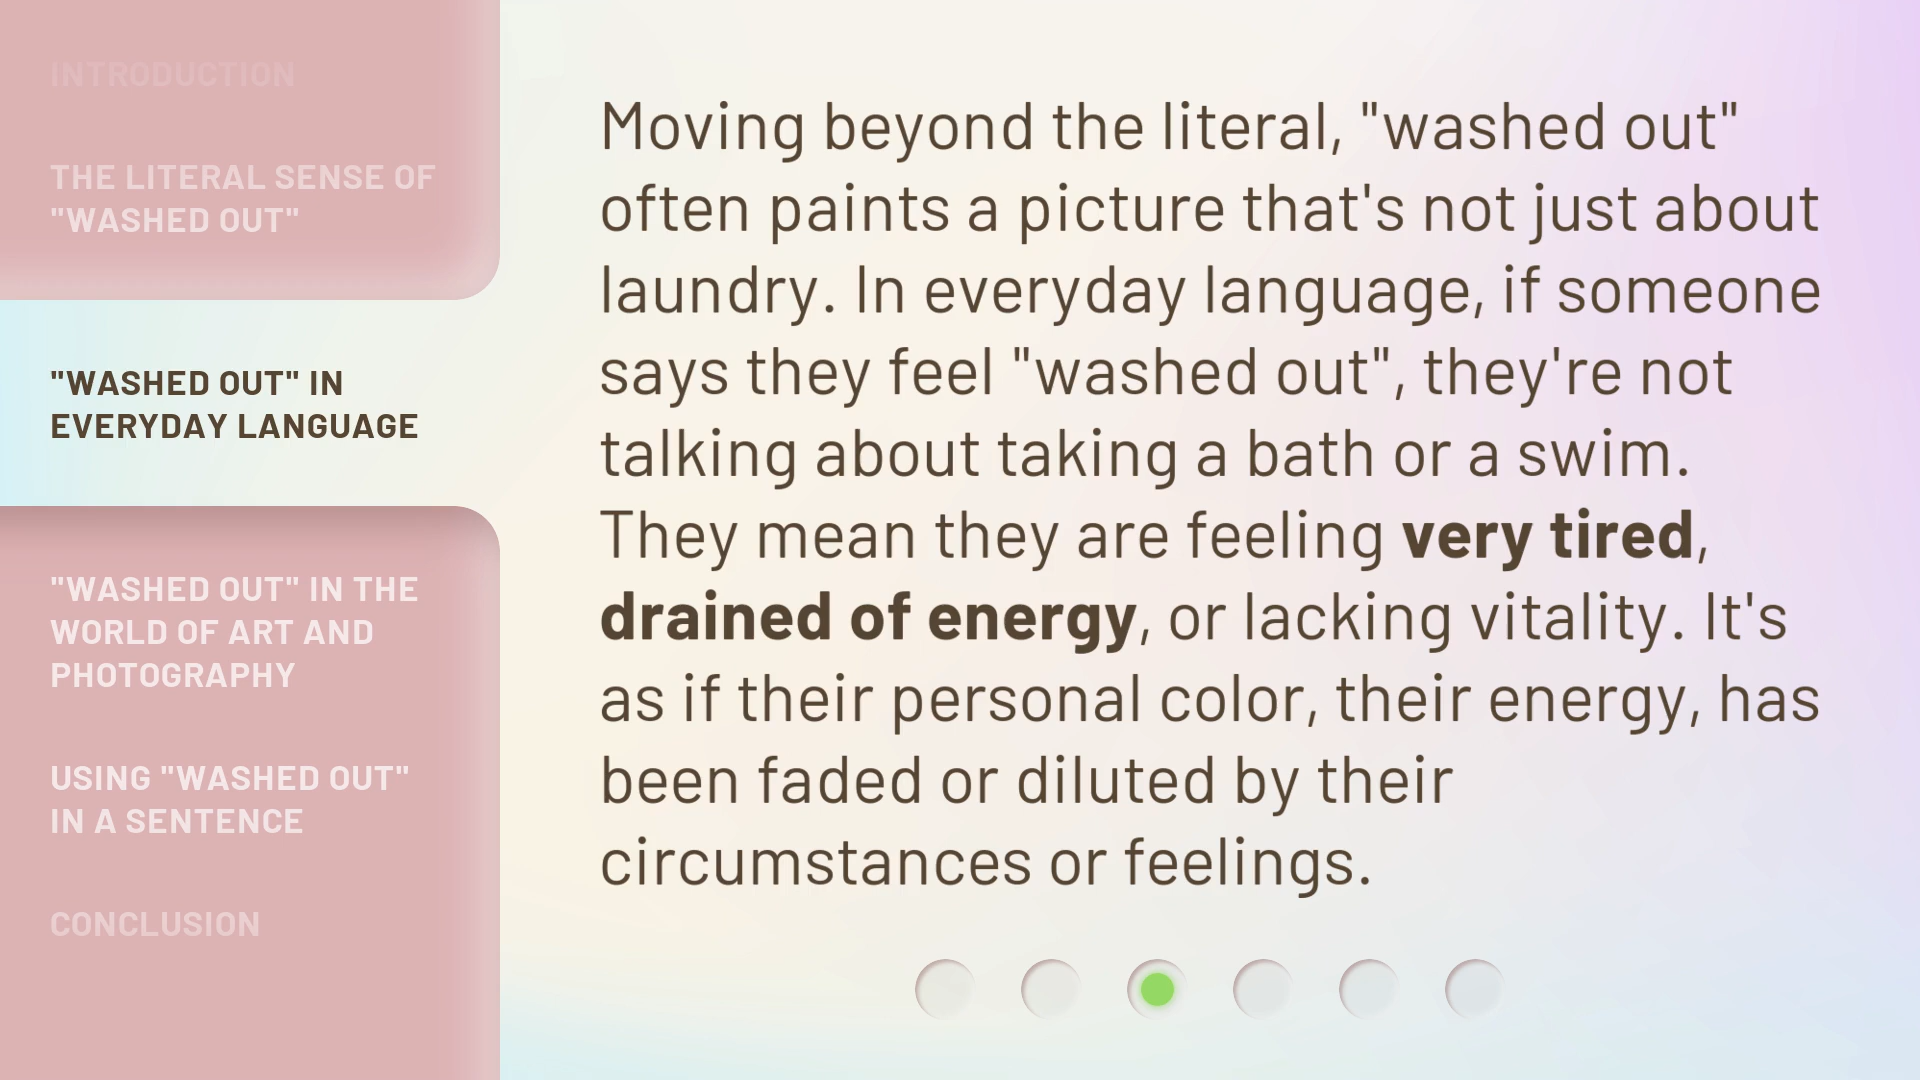 INTRODUCTION
THE LITERAL SENSE OF
"WASHED OUT"
"WASHED OUT" IN
EVERYDAY LANGUAGE
"WASHED OUT" IN THE
WORLD OF ART AND
PHOTOGRAPHY
USING "WASHED OUT"
IN A SENTENCE
CONCLUSION
Moving beyond the literal, "washed out"
often paints a picture that's not just about
laundry. In everyday language, if someone
says they feel "washed out", they're not
talking about taking a bath or a swim.
They mean they are feeling very tired,
drained of energy, or lacking vitality. It's
as if their personal color, their energy, has
been faded or diluted by their
circumstances or feelings.